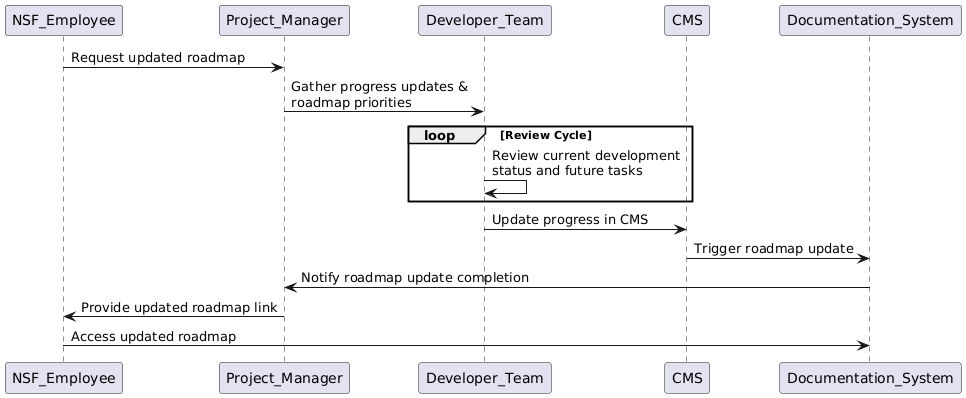 NSF_Employee Project_Manager Developer_Team CMS Documentation_System
Request updated roadmap
Gather progress updates &
roadmap priorities
loop [Review Cycle]
Review current development
status and future tasks
Update progress in CMS
Trigger roadmap update
Notify roadmap update completion
Provide updated roadmap link
Access updated roadmap
NSF_Employee Project_Manager Developer_Team CMS Documentation_System